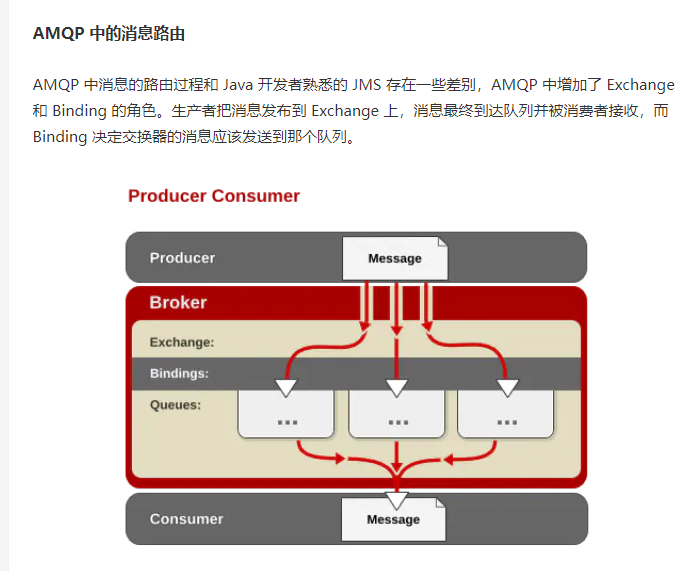 AMQP 中的消息路由
AMQP 中消息的路由过程和 Java 开发者熟悉的 JMS 存在一些差别，AMQP 中增加了 Exchange
和 Binding 的角色。生产者把消息发布到 Exchange 上，消息最终到达队列并被消费者接收，而
Binding 决定交换器的消息应该发送到那个队列。
Producer Consumer
Producer
Message
Broker
Exchange:
Bindings:
Queues:
...
...
...
Consumer
Message